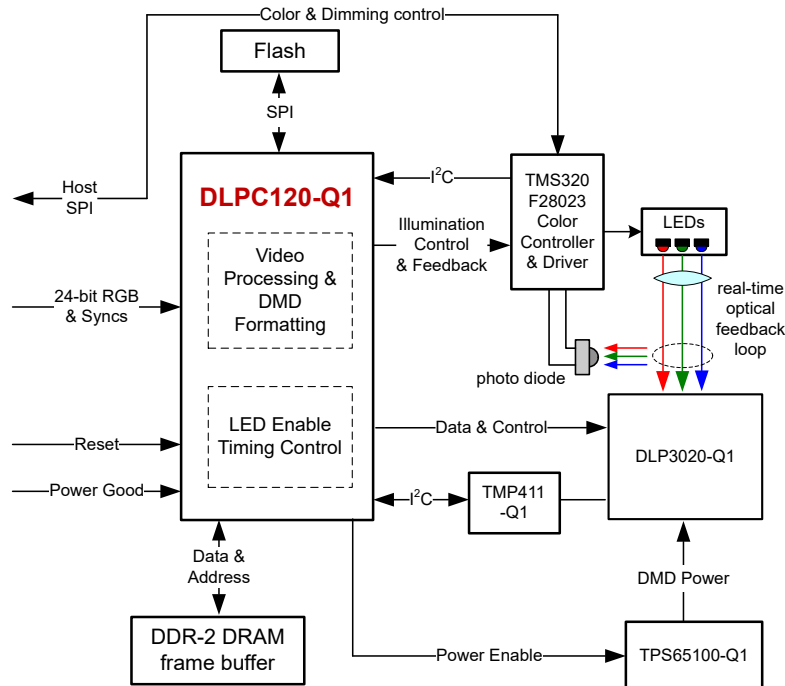 Color & Dimming control
Flash
SPI
Host
SPI
DLPC120-Q1
I²C
TMS320
F28023
Color
Controller
& Driver
LEDs
Video
Processing &
DMD
Formatting
Illumination
Control
& Feedback
24-bit RGB
& Syncs
real-time
optical
feedback
loop
photo diode
LED Enable
Timing Control
Reset
Data & Control
DLP3020-Q1
Power Good
I²C
TMP411
-Q1
Data &
Address
DMD Power
DDR-2 DRAM
frame buffer
Power Enable
TPS65100-Q1